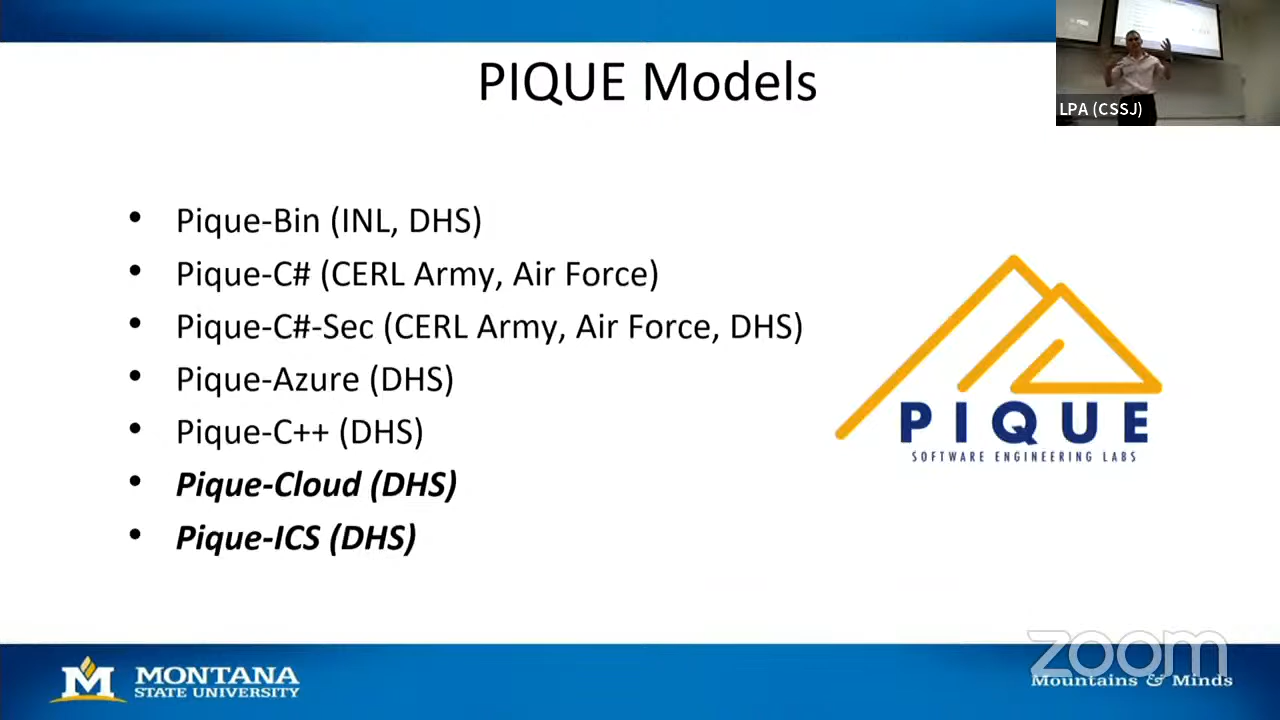 PIQUE Models
LPA (CSSJ)
• Pique-Bin (INL, DHS)
• Pique-C# (CERL Army, Air Force)
• Pique-C#-Sec (CERL Army, Air Force, DHS)
• Pique-Azure (DHS)
• Pique-C++ (DHS)
• Pique-Cloud (DHS)
• Pique-ICS (DHS)
PIQUE
SOFTWARE ENGINEERING LABS
M MONTANA
STATE UNIVERSITY
zoom
Mountains & Minds